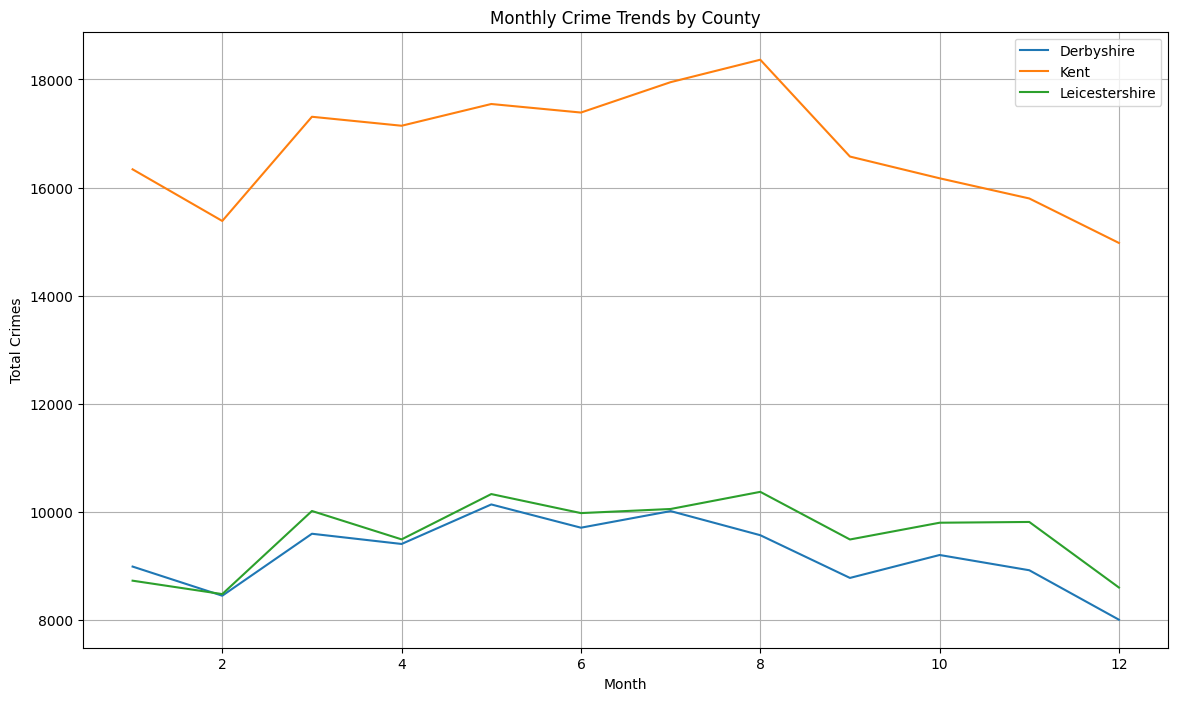 Monthly Crime Trends by County
Derbyshire
Kent
Leicestershire
Total Crimes
18000
16000
14000
12000
10000
8000
2 4 6 8 10 12
Month